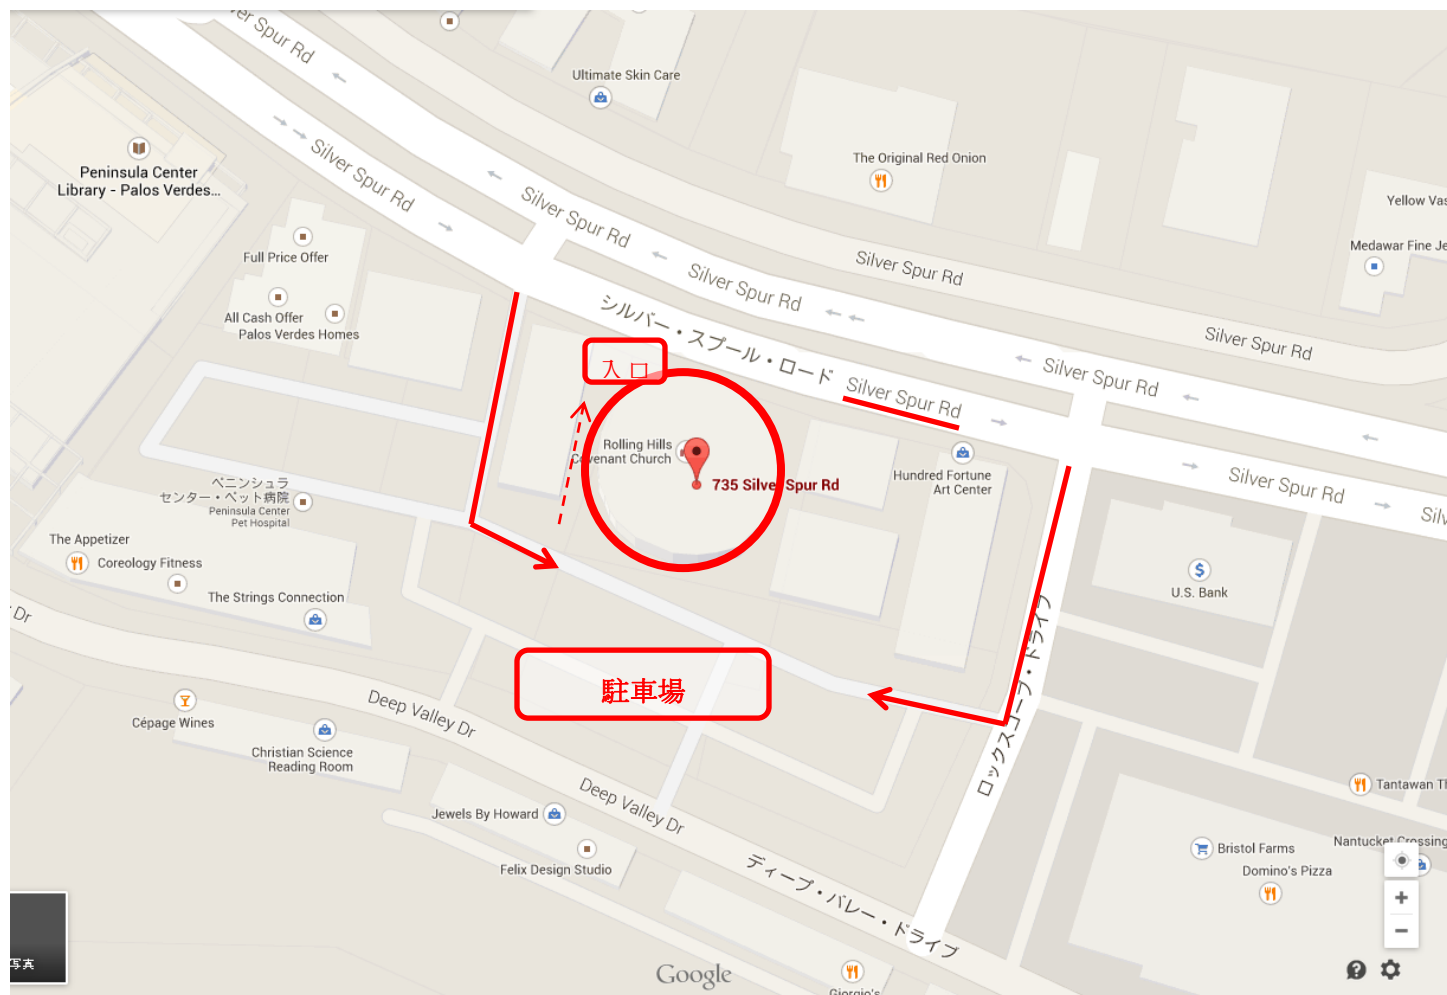 er Spur Rd
Ultimate Skin Care
Silver Spur Rd
The Original Red Onion
Peninsula Center
Library - Palos Verdes...
Yellow Vas
Silver Spur Rd
Medawar Fine Je
Full Price Offer
Silver Spur Rd
Silver Spur Rd
シルバー・スプール・ロード
All Cash Offer
Palos Verdes Homes
Silver Spur Rd
入 口
Silver Spur Rd
Silver Spur Rd
Rolling Hills
Covenant Church
735 Silver Spur Rd
Hundred Fortune
Art Center
Silver Spur Rd
Silv
ペニンシュラ
センター・ペット病院
Peninsula Center
Pet Hospital
The Appetizer
Coreology Fitness
U.S. Bank
The Strings Connection
Dr
ロックスコーブ・ドライブ
駐車場
Deep Valley Dr
Cépage Wines
Christian Science
Reading Room
Deep Valley Dr
Tantawan Th
Jewels By Howard
Felix Design Studio
Bristol Farms
Nantucket Crossing
Domino's Pizza
ディープ・バレー・ドライブ
写真
Google
Giorgio's